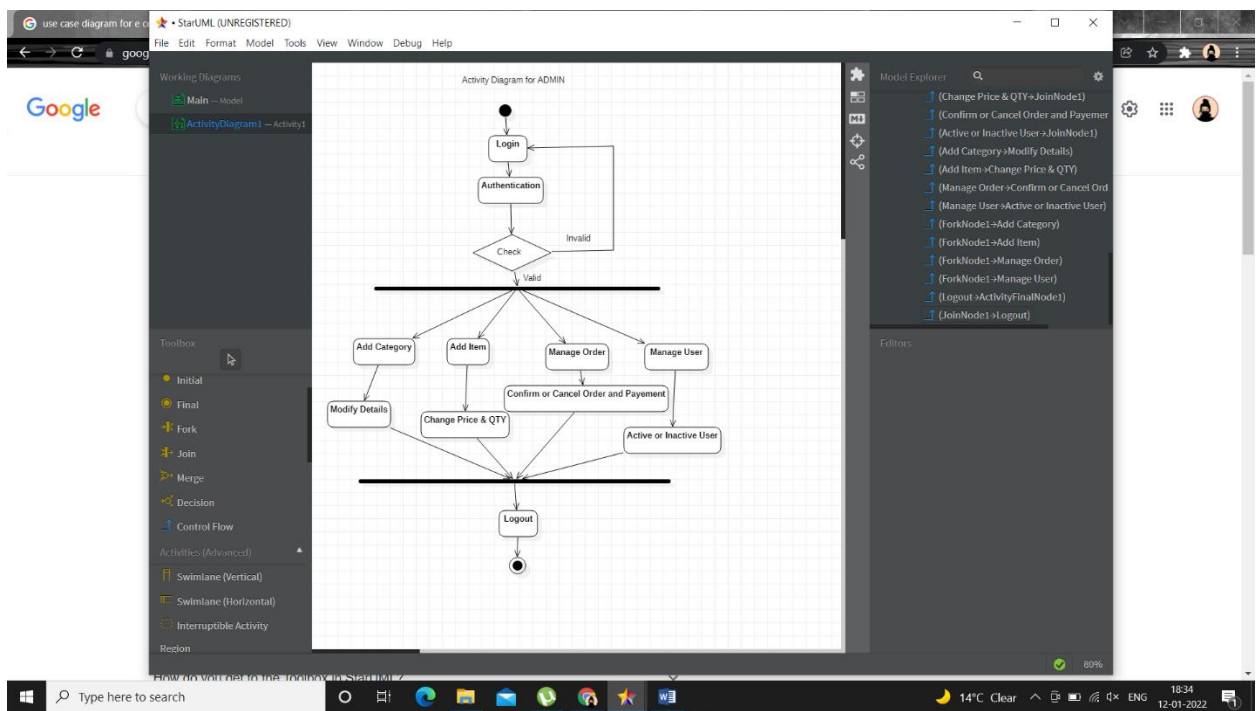 use case diagram for e co
StarUML (UNREGISTERED)
File Edit Format Model Tools View Window Debug Help
goog
Google
Working Diagrams
Main — Model
ActivityDiagram1 — Activity1
Toolbox
Initial
Final
Fork
Join
Merge
Decision
Control Flow
Activities (Advanced)
Swimlane (Vertical)
Swimlane (Horizontal)
Interruptible Activity
Region
Activity Diagram for ADMIN
Login
Authentication
Invalid
Check
Valid
Add Category
Add Item
Manage Order
Manage User
Confirm or Cancel Order and Payement
Modify Details
Change Price & QTY
Active or Inactive User
Logout
Model Explorer
(Change Price & QTY→JoinNode1)
(Confirm or Cancel Order and Payemer
(Active or Inactive User→JoinNode1)
(Add Category→Modify Details)
(Add Item→Change Price & QTY)
(Manage Order→Confirm or Cancel Ord
(Manage User→Active or Inactive User)
(ForkNode1→Add Category)
(ForkNode1→Add Item)
(ForkNode1→Manage Order)
(ForkNode1→Manage User)
(Logout→ActivityFinalNode1)
(JoinNode1→Logout)
Editors
80%
How do you get to the Toolbox in StarUML?
Type here to search
14°C Clear
ENG
18:34
12-01-2022